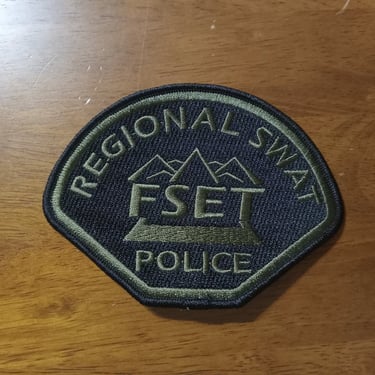 REGIONAL SWAT
FSET
POLICE